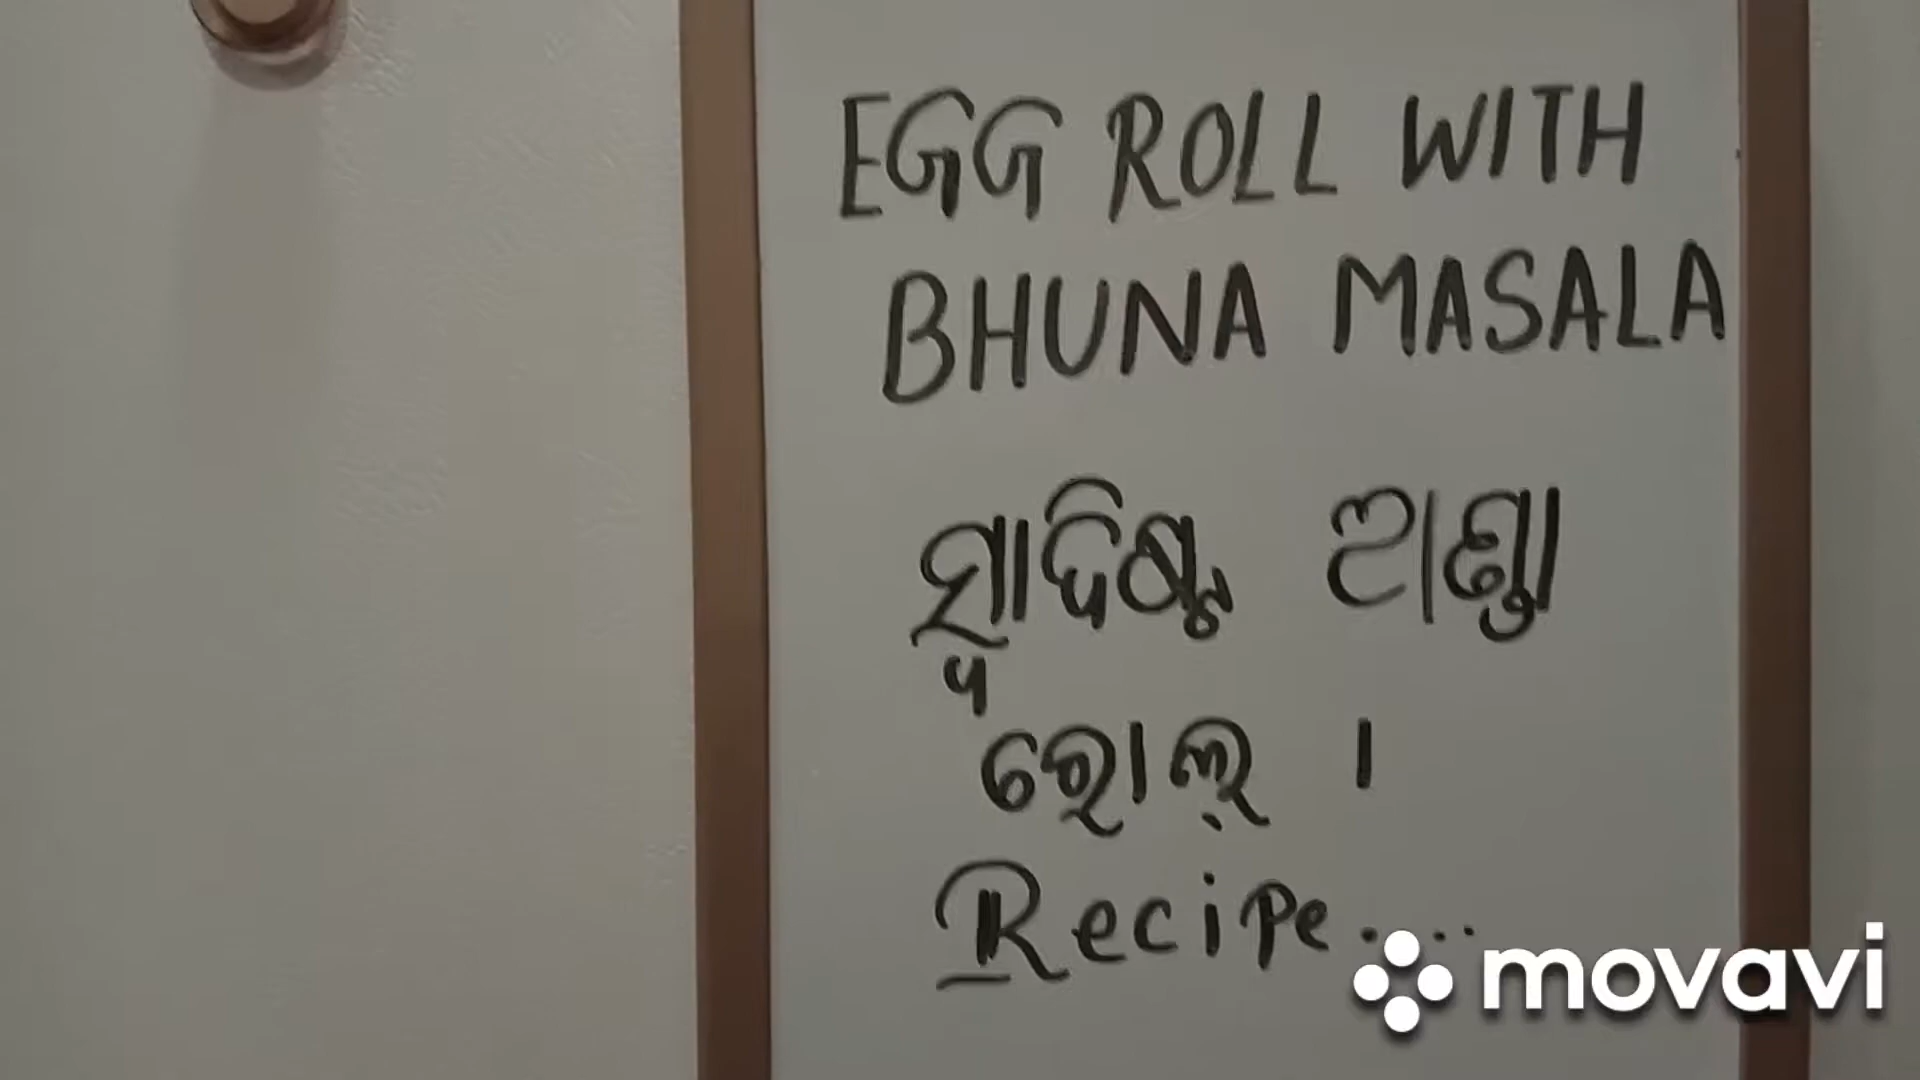 EGG ROLL WITH
BHUNA MASALA
ସ୍ଵାଦିଷ୍ଟ ଅଣ୍ଡା
ରୋଲ୍ ।
Recipe....
movavi